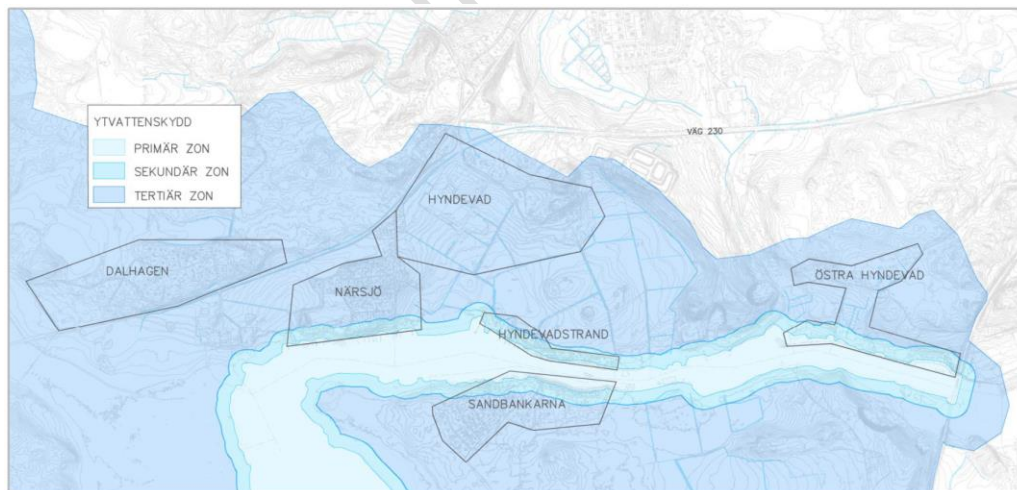 YTVATTENSKYDD
PRIMÄR ZON
SEKUNDÄR ZON
TERTIÄR ZON
VÄG 230
HYNDEVAD
DALHAGEN
NÄRSJÖ
ÖSTRA HYNDEVAD
HYNDEVADSTRAND
SANDBANKARNA